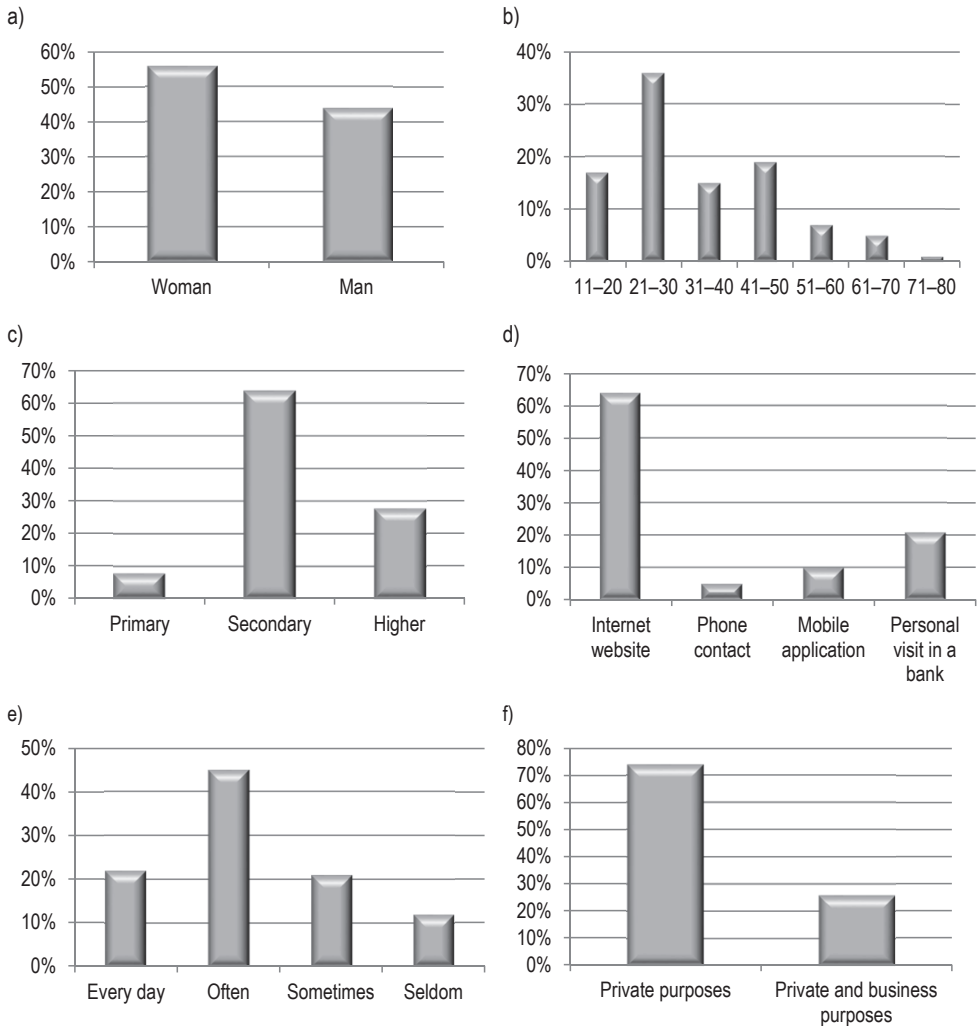 a)
60%
50%
40%
30%
20%
10%
0%
Woman Man
b)
40%
30%
20%
10%
0%
11–20 21–30 31–40 41–50 51–60 61–70 71–80
c)
70%
60%
50%
40%
30%
20%
10%
0%
Primary Secondary Higher
d)
70%
60%
50%
40%
30%
20%
10%
0%
Internet Phone Mobile Personal
website contact application visit in a
bank
e)
50%
40%
30%
20%
10%
0%
Every day Often Sometimes Seldom
f)
80%
70%
60%
50%
40%
30%
20%
10%
0%
Private purposes Private and business
purposes